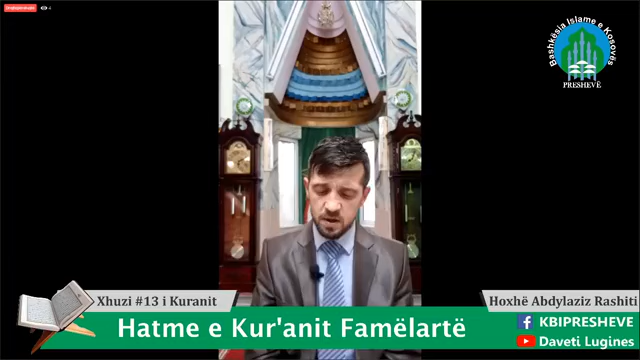 Bashkësia Islame e Kosovës
PRESHEVË
Xhuzi #13 i Kuranit
Hoxhë Abdylaziz Rashiti
Hatme e Kur'anit Famëlartë
KBIPRESHEVE
Daveti Lugines